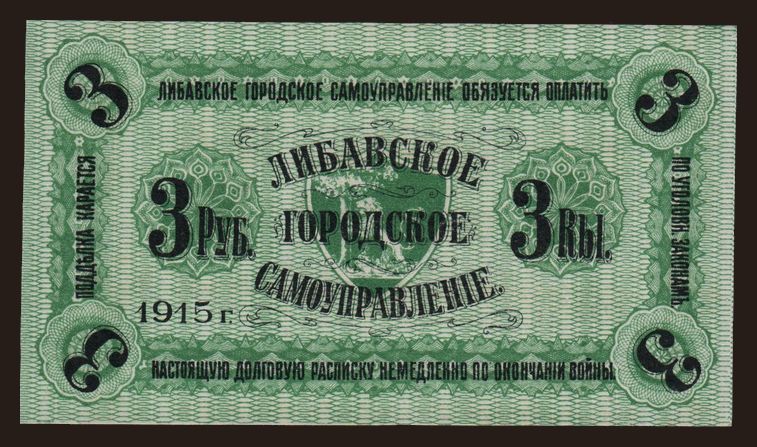 3 3
ЛИБАВСКОЕ ГОРОДСКОЕ САМОУПРАВЛЕНІЕ ОБЯЗУЕТСЯ ОПЛАТИТЬ
ПОДДѢЛКА КАРАЕТСЯ
ЛИБАВСКОЕ
3 РУБ. ГОРОДСКОЕ 3 Rbl.
САМОУПРАВЛЕНІЕ.
1915 г.
ПО УГОЛОВН. ЗАКОНАМЪ
НАСТОЯЩУЮ ДОЛГОВУЮ РАСПИСКУ НЕМЕДЛЕННО ПО ОКОНЧАНІИ ВОЙНЫ.
3 3